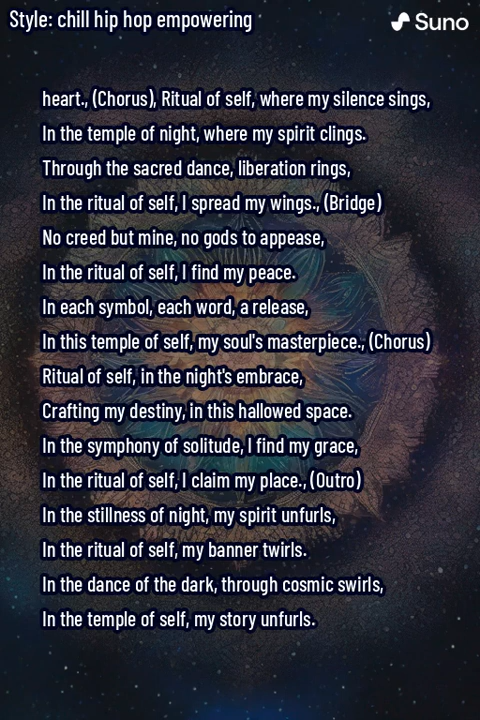 Style: chill hip hop empowering
Suno
heart., (Chorus), Ritual of self, where my silence sings,
In the temple of night, where my spirit clings.
Through the sacred dance, liberation rings,
In the ritual of self, I spread my wings., (Bridge)
No creed but mine, no gods to appease,
In the ritual of self, I find my peace.
In each symbol, each word, a release,
In this temple of self, my soul's masterpiece., (Chorus)
Ritual of self, in the night's embrace,
Crafting my destiny, in this hallowed space.
In the symphony of solitude, I find my grace,
In the ritual of self, I claim my place., (Outro)
In the stillness of night, my spirit unfurls,
In the ritual of self, my banner twirls.
In the dance of the dark, through cosmic swirls,
In the temple of self, my story unfurls.